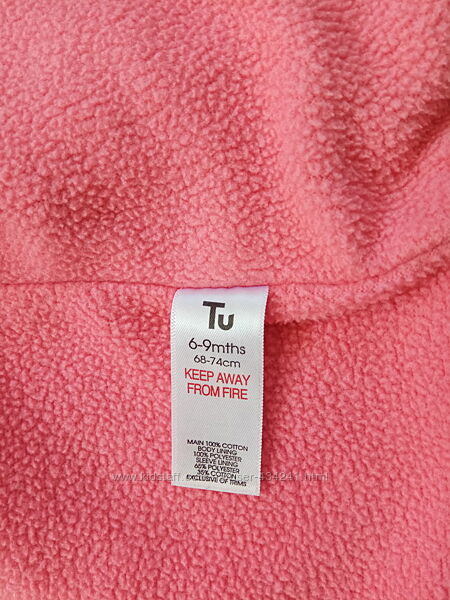 Tu
6-9mths
68-74cm
KEEP AWAY
FROM FIRE
MAIN 100% COTTON
BODY LINING
100% POLYESTER
SLEEVE LINING
65% POLYESTER
35% COTTON
EXCLUSIVE OF TRIMS